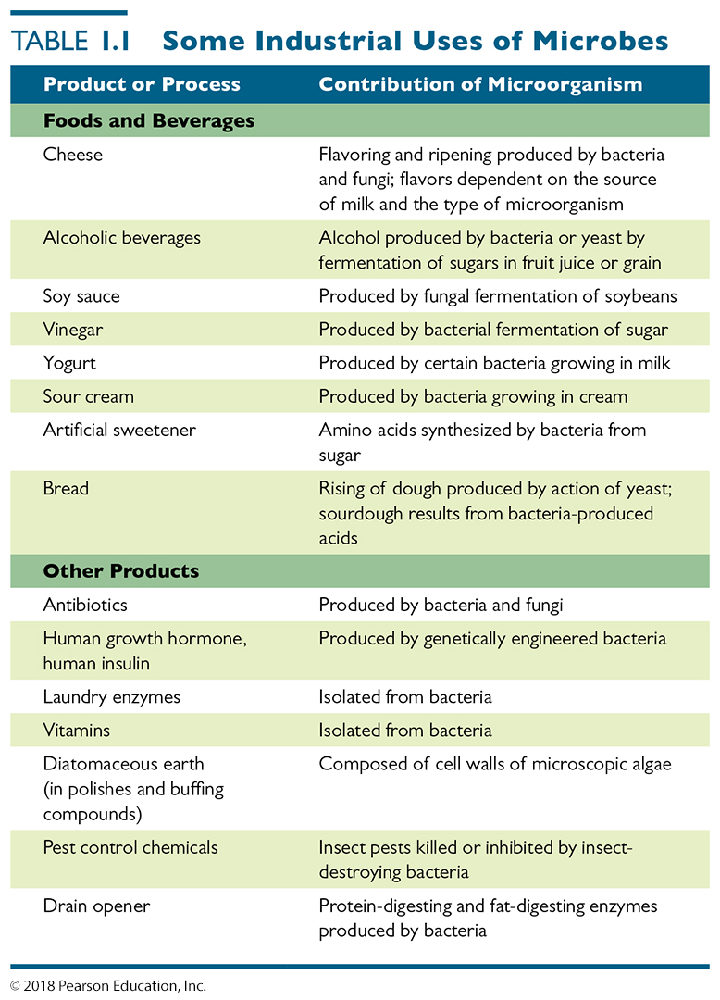 TABLE 1.1 Some Industrial Uses of Microbes
Product or Process Contribution of Microorganism
Foods and Beverages
Cheese Flavoring and ripening produced by bacteria
and fungi; flavors dependent on the source
of milk and the type of microorganism
Alcoholic beverages Alcohol produced by bacteria or yeast by
fermentation of sugars in fruit juice or grain
Soy sauce Produced by fungal fermentation of soybeans
Vinegar Produced by bacterial fermentation of sugar
Yogurt Produced by certain bacteria growing in milk
Sour cream Produced by bacteria growing in cream
Artificial sweetener Amino acids synthesized by bacteria from
sugar
Bread Rising of dough produced by action of yeast;
sourdough results from bacteria-produced
acids
Other Products
Antibiotics Produced by bacteria and fungi
Human growth hormone, Produced by genetically engineered bacteria
human insulin
Laundry enzymes Isolated from bacteria
Vitamins Isolated from bacteria
Diatomaceous earth Composed of cell walls of microscopic algae
(in polishes and buffing
compounds)
Pest control chemicals Insect pests killed or inhibited by insect-
destroying bacteria
Drain opener Protein-digesting and fat-digesting enzymes
produced by bacteria
© 2018 Pearson Education, Inc.